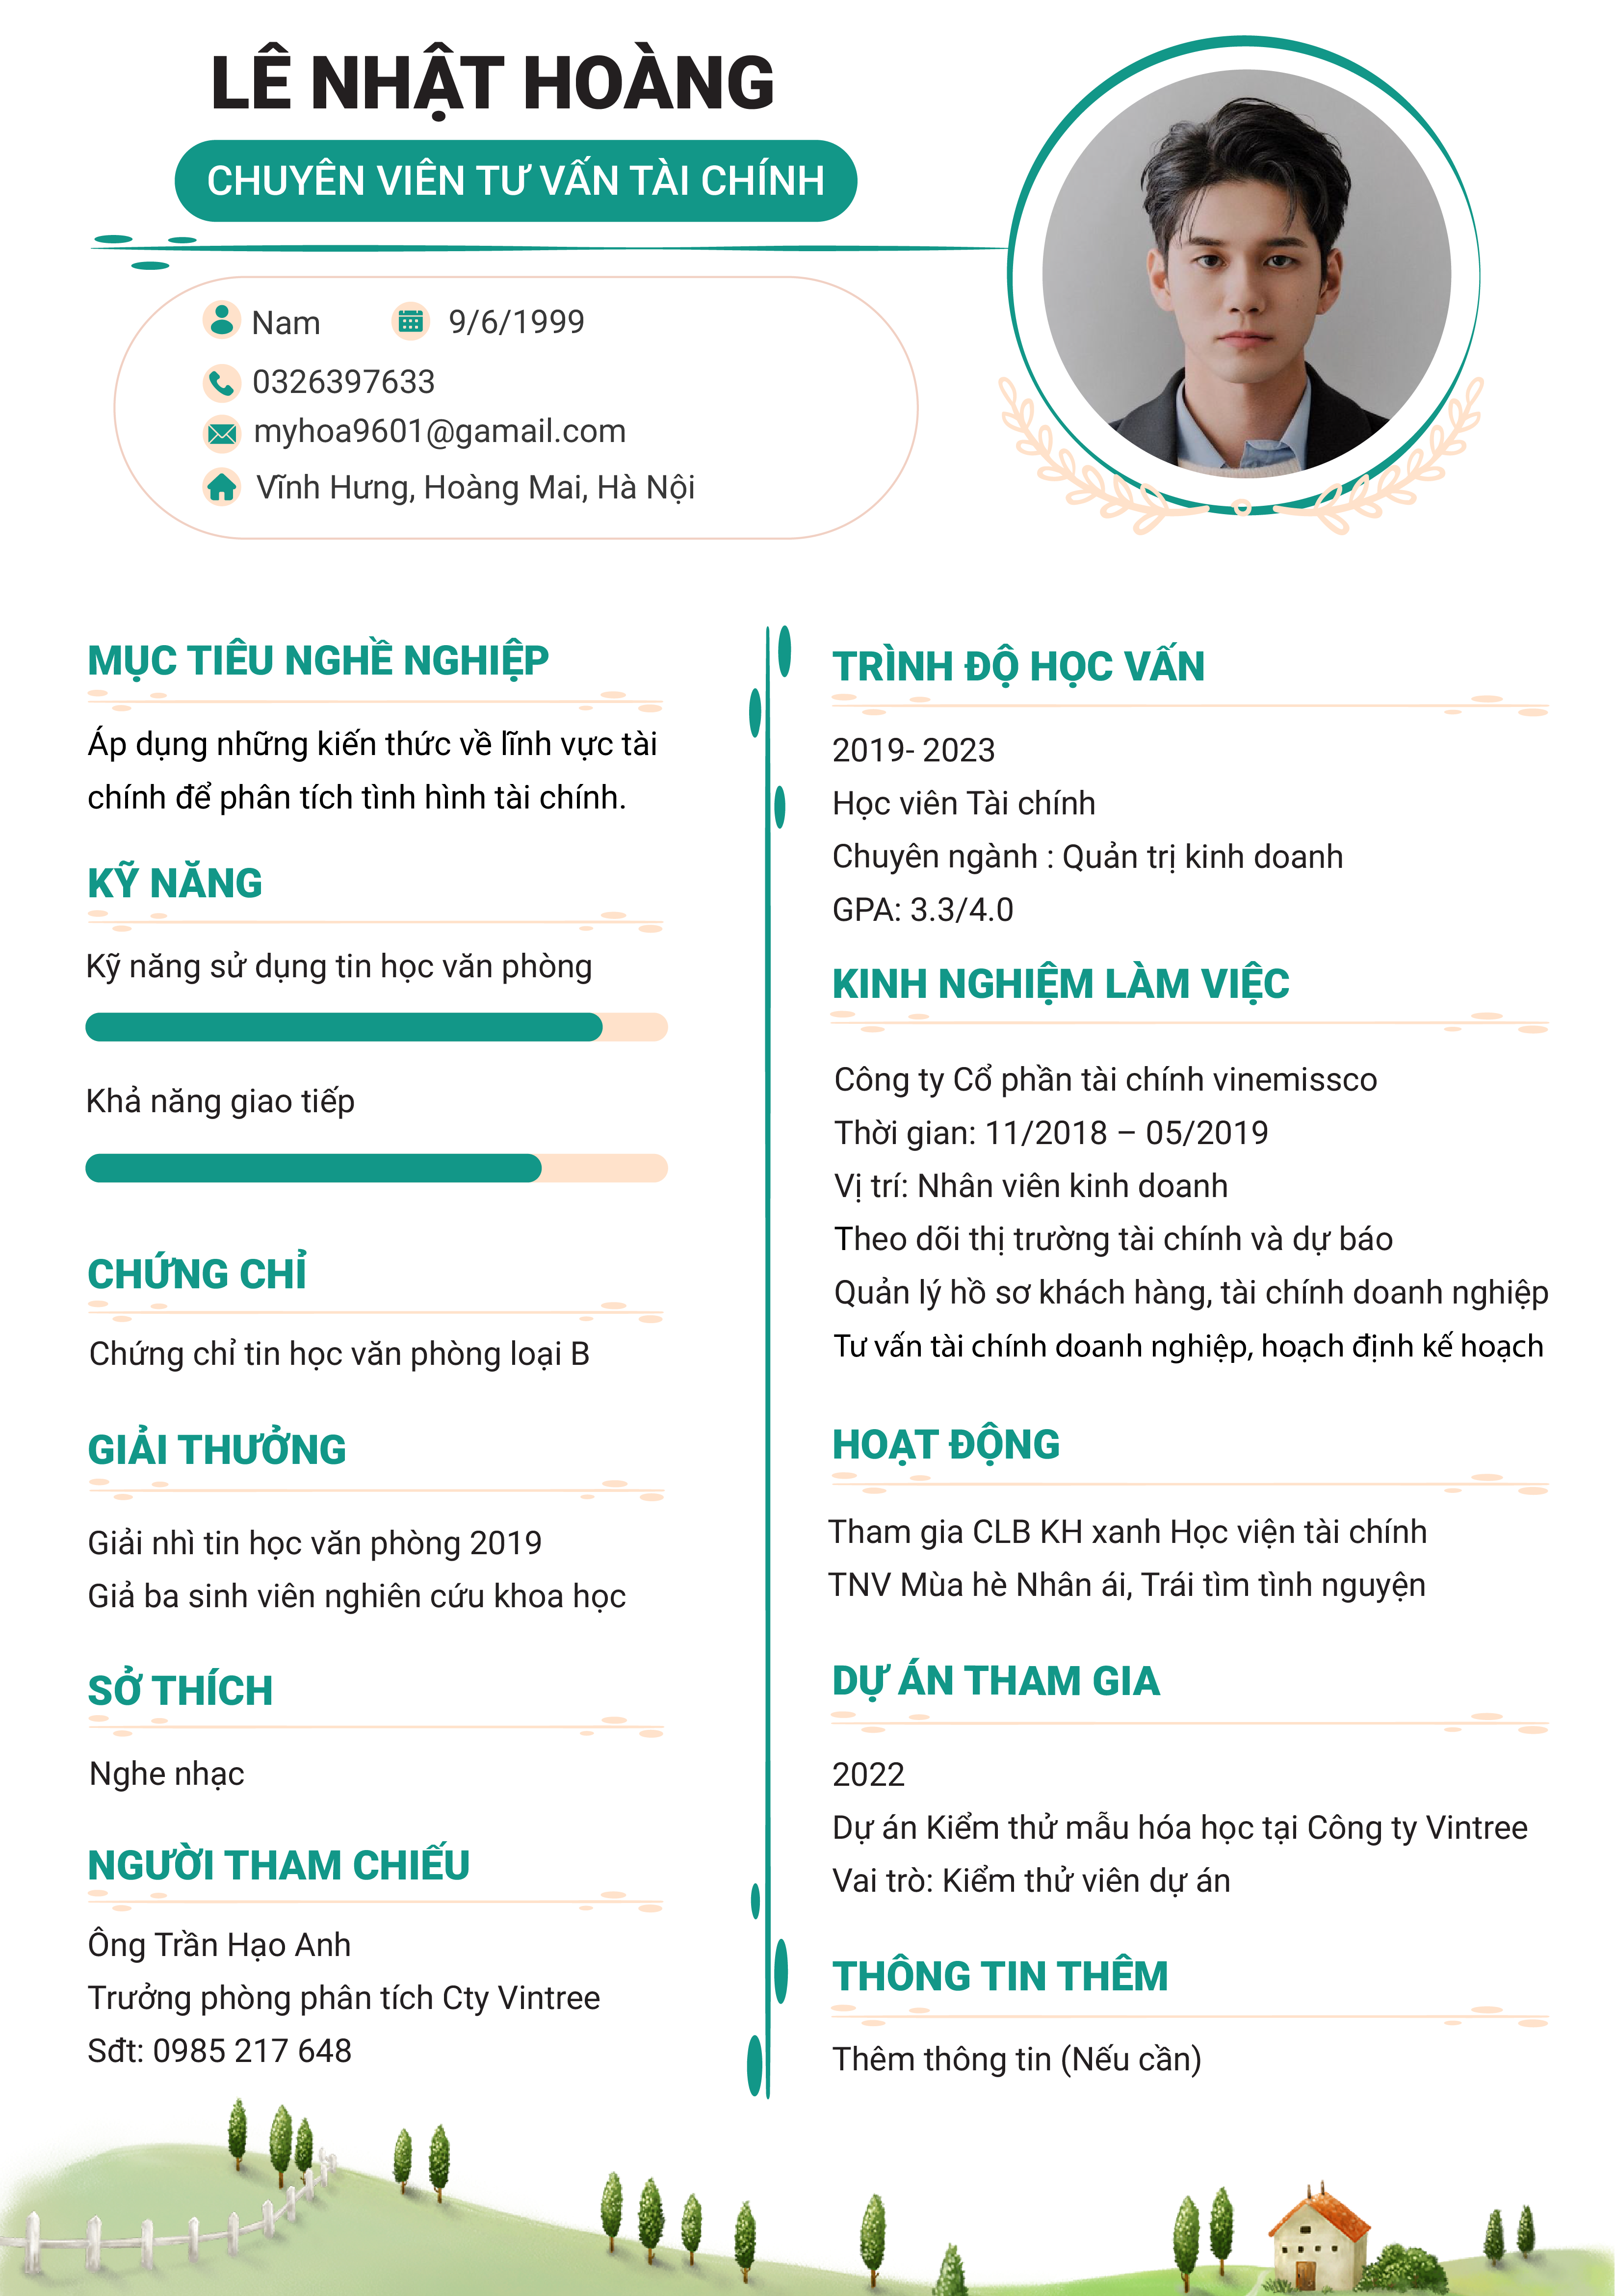 LÊ NHẬT HOÀNG
CHUYÊN VIÊN TƯ VẤN TÀI CHÍNH
Nam 9/6/1999
0326397633
myhoa9601@gamail.com
Vĩnh Hưng, Hoàng Mai, Hà Nội
MỤC TIÊU NGHỀ NGHIỆP
Áp dụng những kiến thức về lĩnh vực tài
chính để phân tích tình hình tài chính.
KỸ NĂNG
Kỹ năng sử dụng tin học văn phòng
Khả năng giao tiếp
CHỨNG CHỈ
Chứng chỉ tin học văn phòng loại B
GIẢI THƯỞNG
Giải nhì tin học văn phòng 2019
Giả ba sinh viên nghiên cứu khoa học
SỞ THÍCH
Nghe nhạc
NGƯỜI THAM CHIẾU
Ông Trần Hạo Anh
Trưởng phòng phân tích Cty Vintree
Sđt: 0985 217 648
TRÌNH ĐỘ HỌC VẤN
2019- 2023
Học viên Tài chính
Chuyên ngành : Quản trị kinh doanh
GPA: 3.3/4.0
KINH NGHIỆM LÀM VIỆC
Công ty Cổ phần tài chính vinemissco
Thời gian: 11/2018 – 05/2019
Vị trí: Nhân viên kinh doanh
Theo dõi thị trường tài chính và dự báo
Quản lý hồ sơ khách hàng, tài chính doanh nghiệp
Tư vấn tài chính doanh nghiệp, hoạch định kế hoạch
HOẠT ĐỘNG
Tham gia CLB KH xanh Học viện tài chính
TNV Mùa hè Nhân ái, Trái tim tình nguyện
DỰ ÁN THAM GIA
2022
Dự án Kiểm thử mẫu hóa học tại Công ty Vintree
Vai trò: Kiểm thử viên dự án
THÔNG TIN THÊM
Thêm thông tin (Nếu cần)